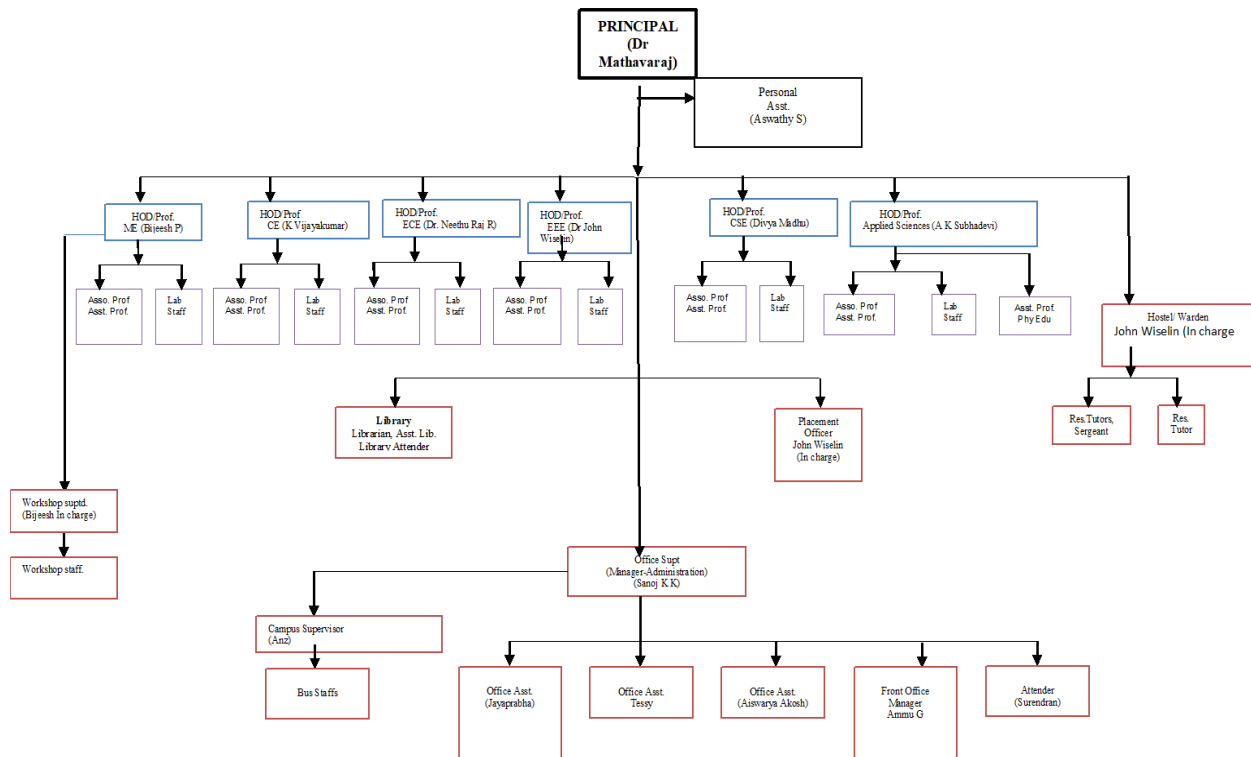 PRINCIPAL
(Dr
Mathavaraj)
Personal
Asst.
(Aswathy S)
HOD/Prof.
ME (Bijeesh P)
HOD/Prof
CE (K Vijayakumar)
HOD/Prof.
ECE (Dr. Neethu Raj R)
HOD/Prof.
EEE (Dr John
Wiselin)
HOD/Prof.
CSE (Divya Madhu)
HOD/Prof.
Applied Sciences (A K Subhadevi)
Asso. Prof
Asst. Prof.
Lab
Staff
Asso. Prof
Asst. Prof.
Lab
Staff
Asso. Prof
Asst. Prof.
Lab
Staff
Asso. Prof
Asst. Prof.
Lab
Staff
Asso. Prof
Asst. Prof.
Lab
Staff
Asso. Prof
Asst. Prof.
Lab
Staff
Asst. Prof.
Phy Edu
Hostel/ Warden
John Wiselin (In charge
Res.Tutors,
Sergeant
Res.
Tutor
Library
Librarian, Asst. Lib.
Library Attender
Placement
Officer
John Wiselin
(In charge)
Workshop suptd.
(Bijeesh In charge)
Workshop staff.
Office Supt
(Manager-Administration)
(Sanoj K.K)
Campus Supervisor
(Anz)
Bus Staffs
Office Asst.
(Jayaprabha)
Office Asst.
Tessy
Office Asst.
(Aiswarya Akosh)
Front Office
Manager
Ammu G
Attender
(Surendran)